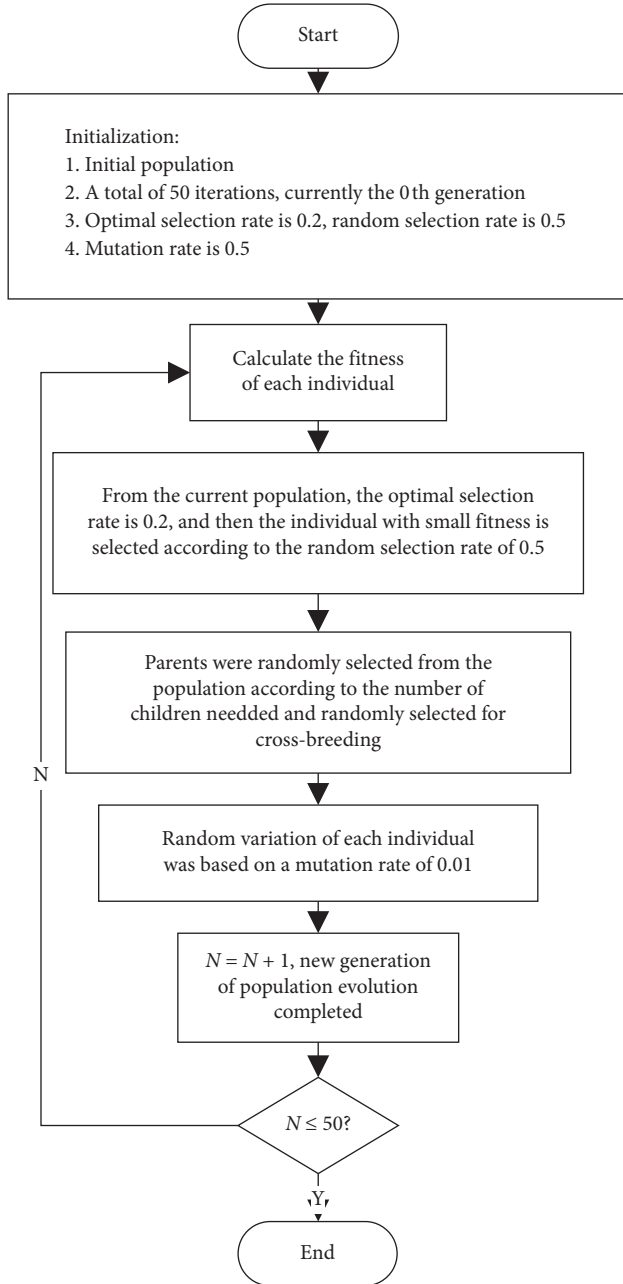 Start
Initialization:
1. Initial population
2. A total of 50 iterations, currently the 0 th generation
3. Optimal selection rate is 0.2, random selection rate is 0.5
4. Mutation rate is 0.5
Calculate the fitness
of each individual
From the current population, the optimal selection
rate is 0.2, and then the individual with small fitness is
selected according to the random selection rate of 0.5
Parents were randomly selected from the
population according to the number of
children needded and randomly selected for
cross-breeding
N
Random variation of each individual
was based on a mutation rate of 0.01
N = N + 1, new generation
of population evolution
completed
N ≤ 50?
Y
End